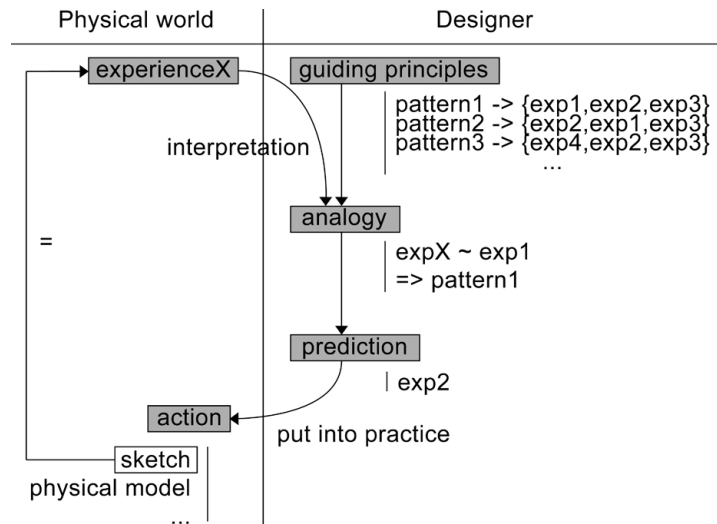 Physical world
Designer
experienceX
guiding principles
pattern1 -> {exp1,exp2,exp3}
pattern2 -> {exp2,exp1,exp3}
pattern3 -> {exp4,exp2,exp3}
...
interpretation
analogy
=
expX ~ exp1
=> pattern1
prediction
exp2
action
put into practice
sketch
physical model
...